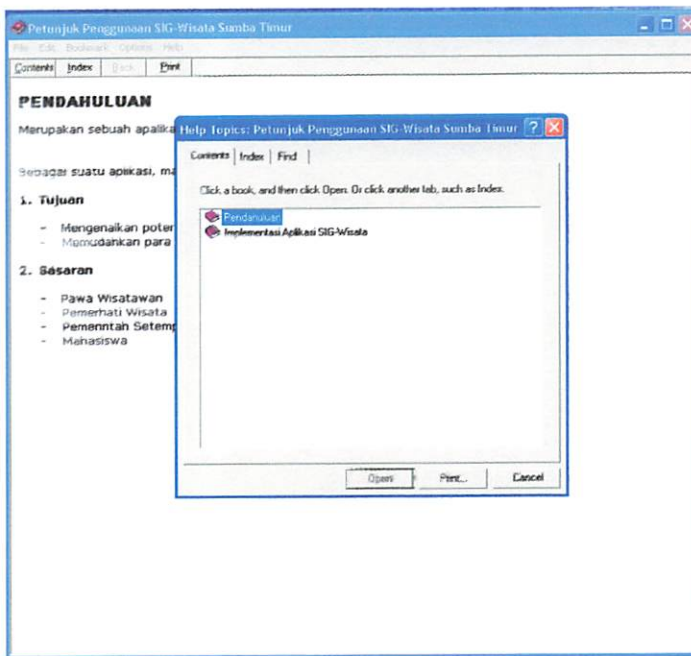 Petunjuk Penggunaan SIG-Wisata Sumba Timur
File Edit Bookmark Options Help
Contents Index Back Print
PENDAHULUAN
Merupakan sebuah apalika
Sebagai suatu aplikasi, ma
1. Tujuan
- Mengenalkan poter
- Memudahkan para
2. Sasaran
- Pawa Wisatawan
- Pemerhati Wisata
- Pemerintah Setemp
- Mahasiswa
Help Topics: Petunjuk Penggunaan SIG-Wisata Sumba Timur
Contents Index Find
Click a book, and then click Open. Or click another tab, such as Index.
Pendahuluan
Implementasi Aplikasi SIG-Wisata
Open Print... Cancel